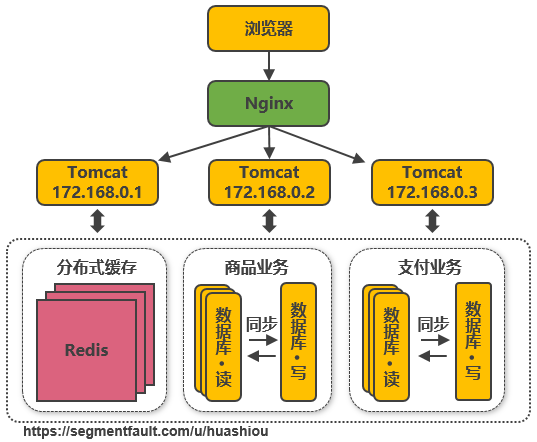 浏览器
Nginx
Tomcat
172.168.0.1
Tomcat
172.168.0.2
Tomcat
172.168.0.3
分布式缓存
Redis
商品业务
数据库·读
同步
数据库·写
支付业务
数据库·读
同步
数据库·写
https://segmentfault.com/u/huashiou